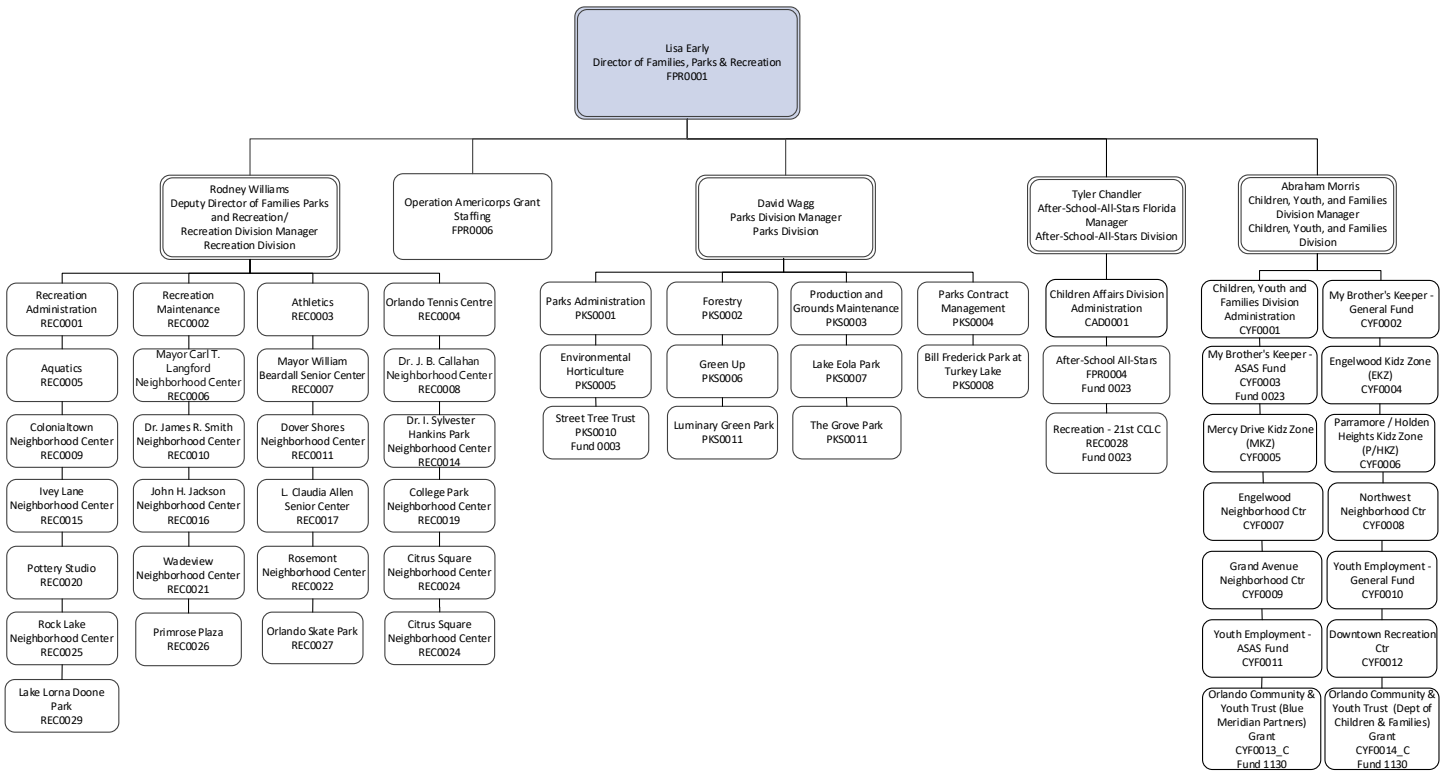 Lisa Early
Director of Families, Parks & Recreation
FPR0001
Rodney Williams
Deputy Director of Families Parks
and Recreation/
Recreation Division Manager
Recreation Division
Operation Americorps Grant
Staffing
FPR0006
David Wagg
Parks Division Manager
Parks Division
Tyler Chandler
After-School-All-Stars Florida
Manager
After-School-All-Stars Division
Abraham Morris
Children, Youth, and Families
Division Manager
Children, Youth, and Families
Division
Recreation
Administration
REC0001
Recreation
Maintenance
REC0002
Athletics
REC0003
Orlando Tennis Centre
REC0004
Aquatics
REC0005
Mayor Carl T.
Langford
Neighborhood Center
REC0006
Mayor William
Beardall Senior Center
REC0007
Dr. J. B. Callahan
Neighborhood Center
REC0008
Colonialtown
Neighborhood Center
REC0009
Dr. James R. Smith
Neighborhood Center
REC0010
Dover Shores
Neighborhood Center
REC0011
Dr. I. Sylvester
Hankins Park
Neighborhood Center
REC0014
Ivey Lane
Neighborhood Center
REC0015
John H. Jackson
Neighborhood Center
REC0016
L. Claudia Allen
Senior Center
REC0017
College Park
Neighborhood Center
REC0019
Pottery Studio
REC0020
Wadeview
Neighborhood Center
REC0021
Rosemont
Neighborhood Center
REC0022
Citrus Square
Neighborhood Center
REC0024
Rock Lake
Neighborhood Center
REC0025
Primrose Plaza
REC0026
Orlando Skate Park
REC0027
Citrus Square
Neighborhood Center
REC0024
Lake Lorna Doone
Park
REC0029
Parks Administration
PKS0001
Forestry
PKS0002
Production and
Grounds Maintenance
PKS0003
Parks Contract
Management
PKS0004
Environmental
Horticulture
PKS0005
Green Up
PKS0006
Lake Eola Park
PKS0007
Bill Frederick Park at
Turkey Lake
PKS0008
Street Tree Trust
PKS0010
Fund 0003
Luminary Green Park
PKS0011
The Grove Park
PKS0011
Children Affairs Division
Administration
CAD0001
After-School All-Stars
FPR0004
Fund 0023
Recreation - 21st CCLC
REC0028
Fund 0023
Children, Youth and
Families Division
Administration
CYF0001
My Brother's Keeper -
General Fund
CYF0002
My Brother's Keeper -
ASAS Fund
CYF0003
Fund 0023
Engelwood Kidz Zone
(EKZ)
CYF0004
Mercy Drive Kidz Zone
(MKZ)
CYF0005
Parramore / Holden
Heights Kidz Zone
(P/HKZ)
CYF0006
Engelwood
Neighborhood Ctr
CYF0007
Northwest
Neighborhood Ctr
CYF0008
Grand Avenue
Neighborhood Ctr
CYF0009
Youth Employment -
General Fund
CYF0010
Youth Employment -
ASAS Fund
CYF0011
Downtown Recreation
Ctr
CYF0012
Orlando Community &
Youth Trust (Blue
Meridian Partners)
Grant
CYF0013_C
Fund 1130
Orlando Community &
Youth Trust (Dept of
Children & Families)
Grant
CYF0014_C
Fund 1130